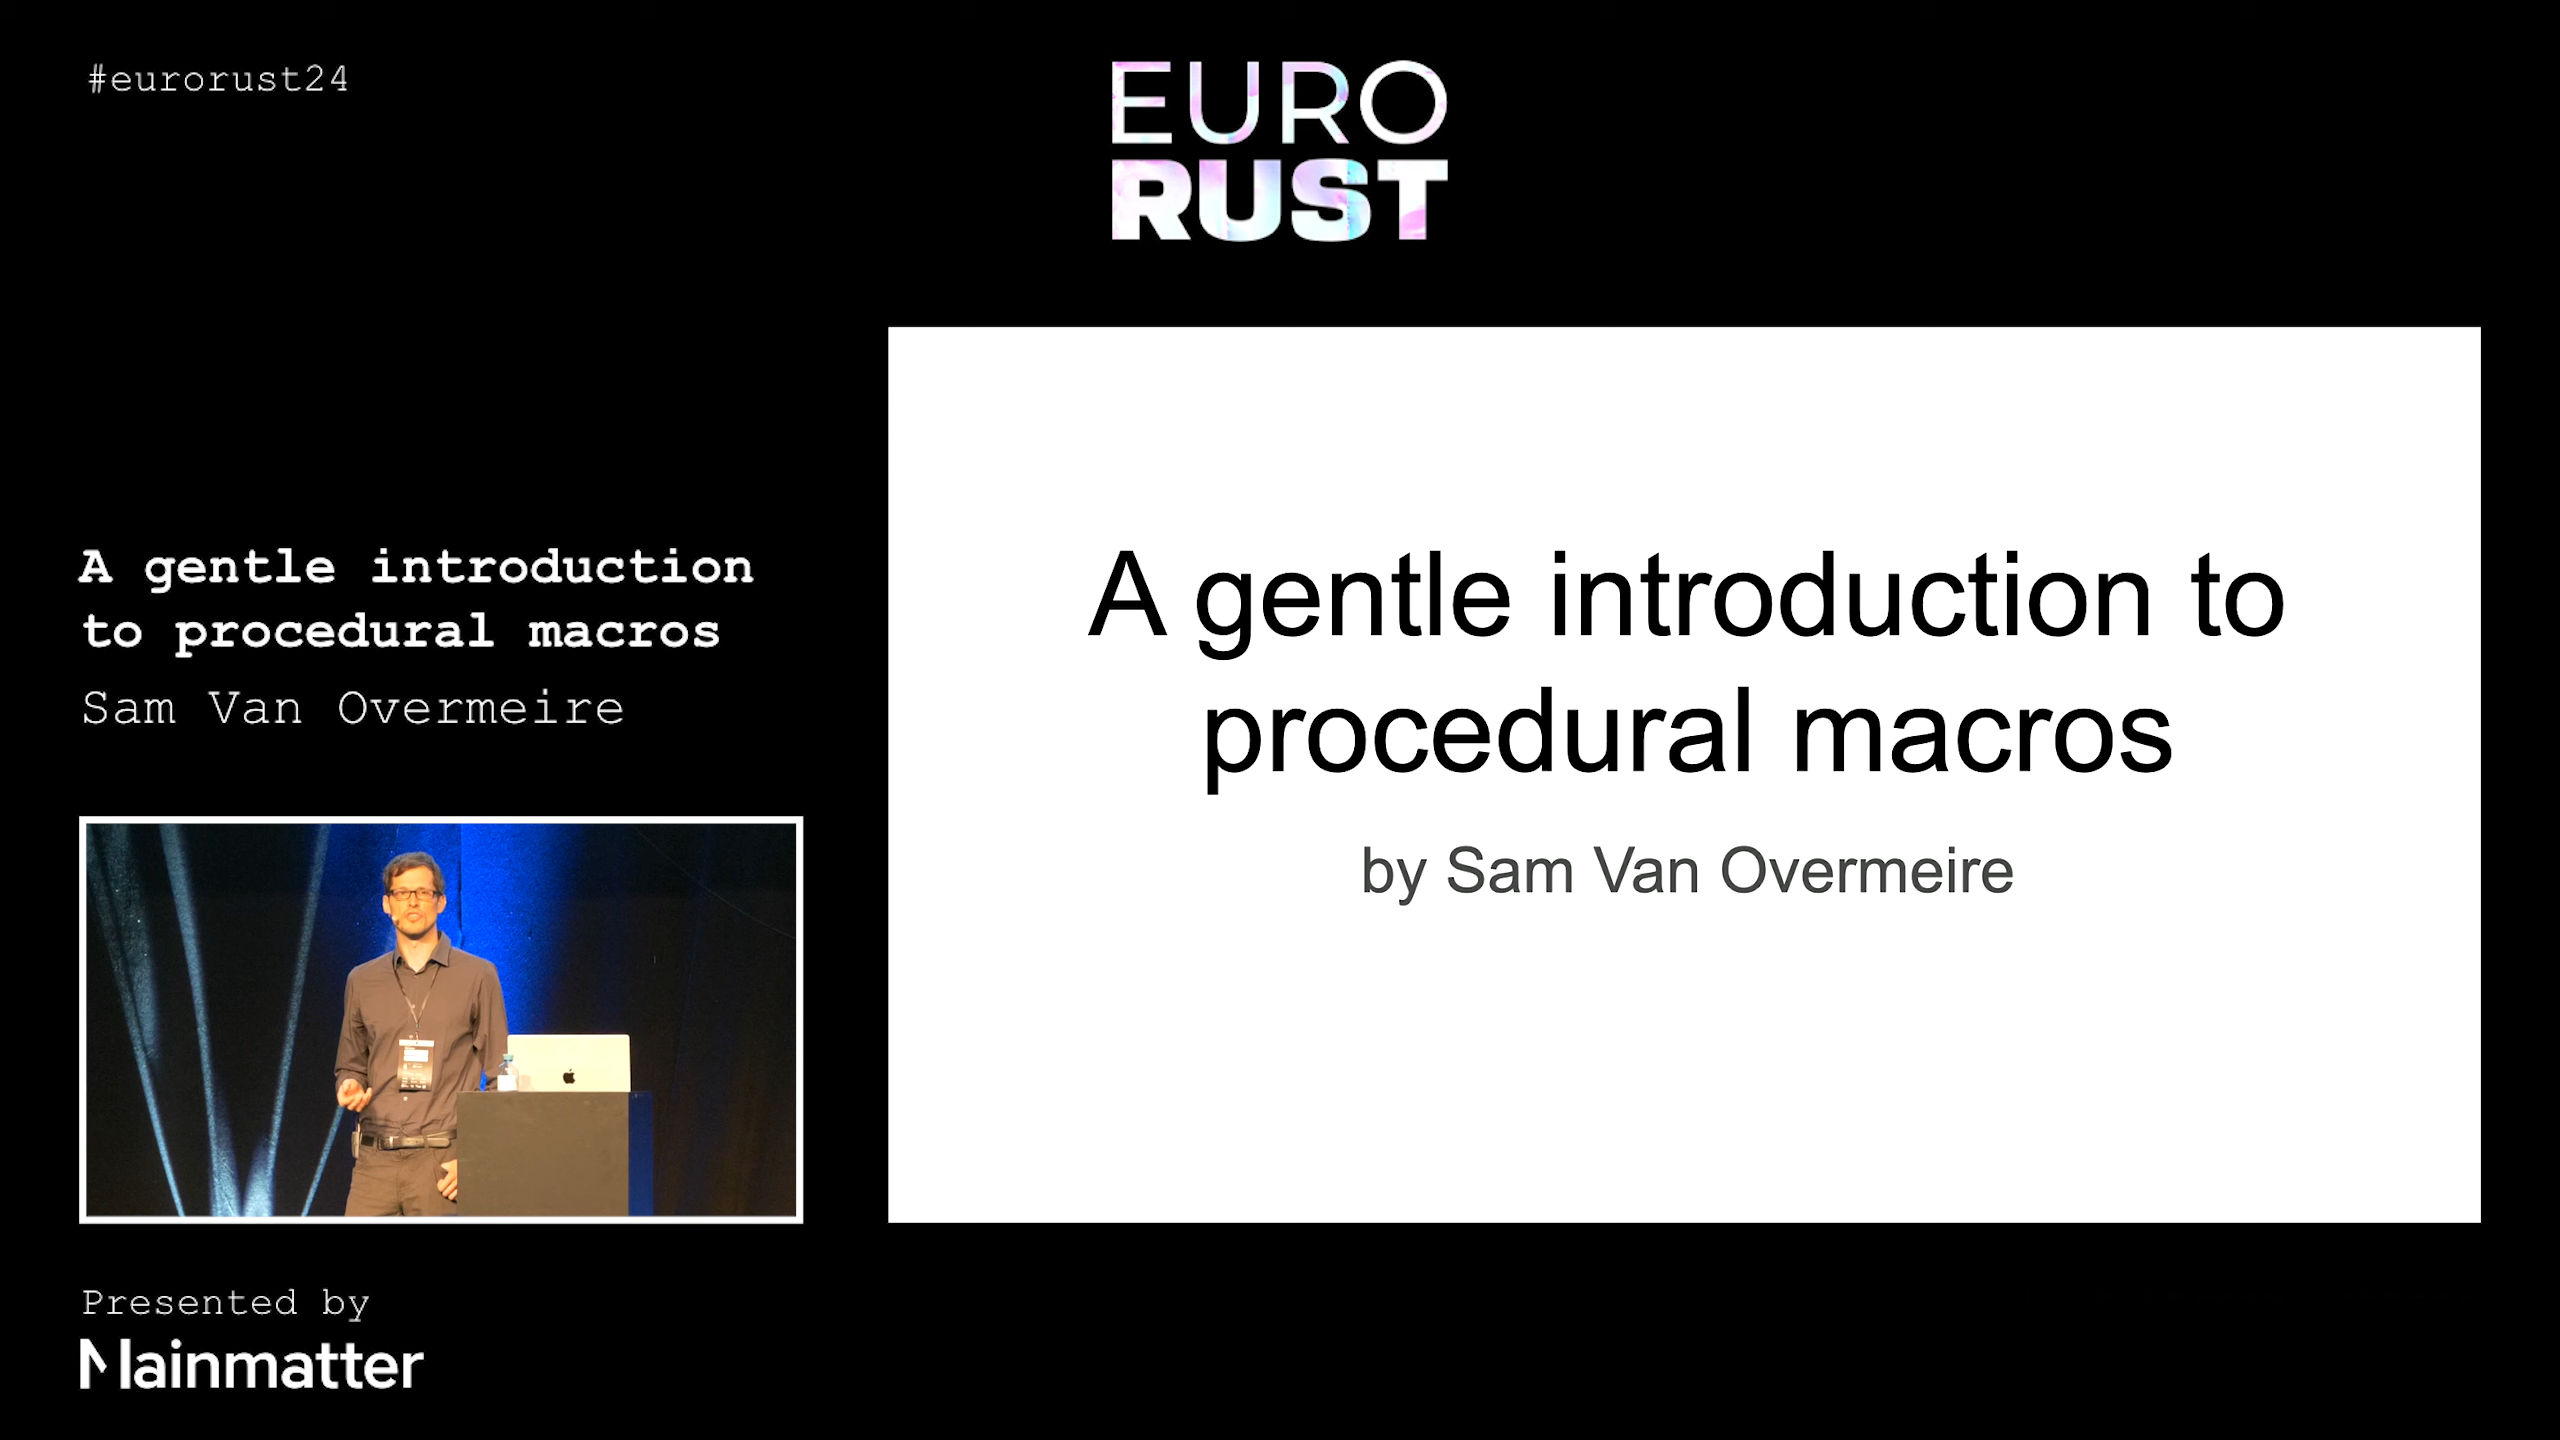 #eurorust24
EURO
RUST
A gentle introduction
to procedural macros
Sam Van Overmeire
A gentle introduction to
procedural macros
by Sam Van Overmeire
Presented by
Mainmatter